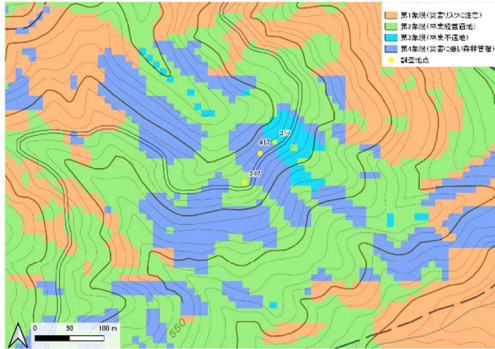 第1象限(災害リスクに注意)
第2象限(林業経営適地)
第3象限(林業不適地)
第4象限(災害に強い森林管理)
調査地点
417
550
0 50 100 m